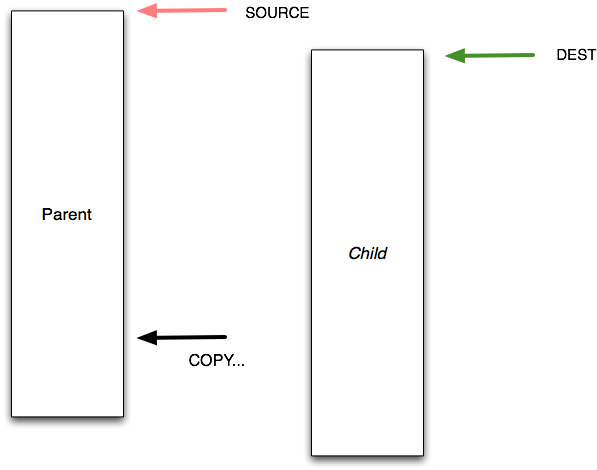 SOURCE
DEST
Parent
Child
COPY...